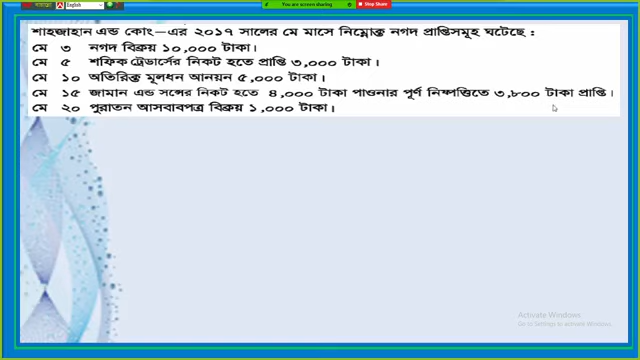 English
You are screen sharing
Stop Share
শাহজাহান এন্ড কোং-এর ২০১৭ সালের মে মাসে নিম্নোক্ত নগদ প্রাপ্তিসমূহ ঘটেছে :
মে ৩ নগদ বিক্রয় ১০,০০০ টাকা।
মে ৫ শফিক ট্রেডার্সের নিকট হতে প্রাপ্তি ৩,০০০ টাকা।
মে ১০ অতিরিক্ত মূলধন আনয়ন ৫,০০০ টাকা।
মে ১৫ জামান এন্ড সন্সের নিকট হতে ৪,০০০ টাকা পাওনার পূর্ণ নিষ্পত্তিতে ৩,৮০০ টাকা প্রাপ্তি।
মে ২০ পুরাতন আসবাবপত্র বিক্রয় ১,০০০ টাকা।
Activate Windows
Go to Settings to activate Windows.